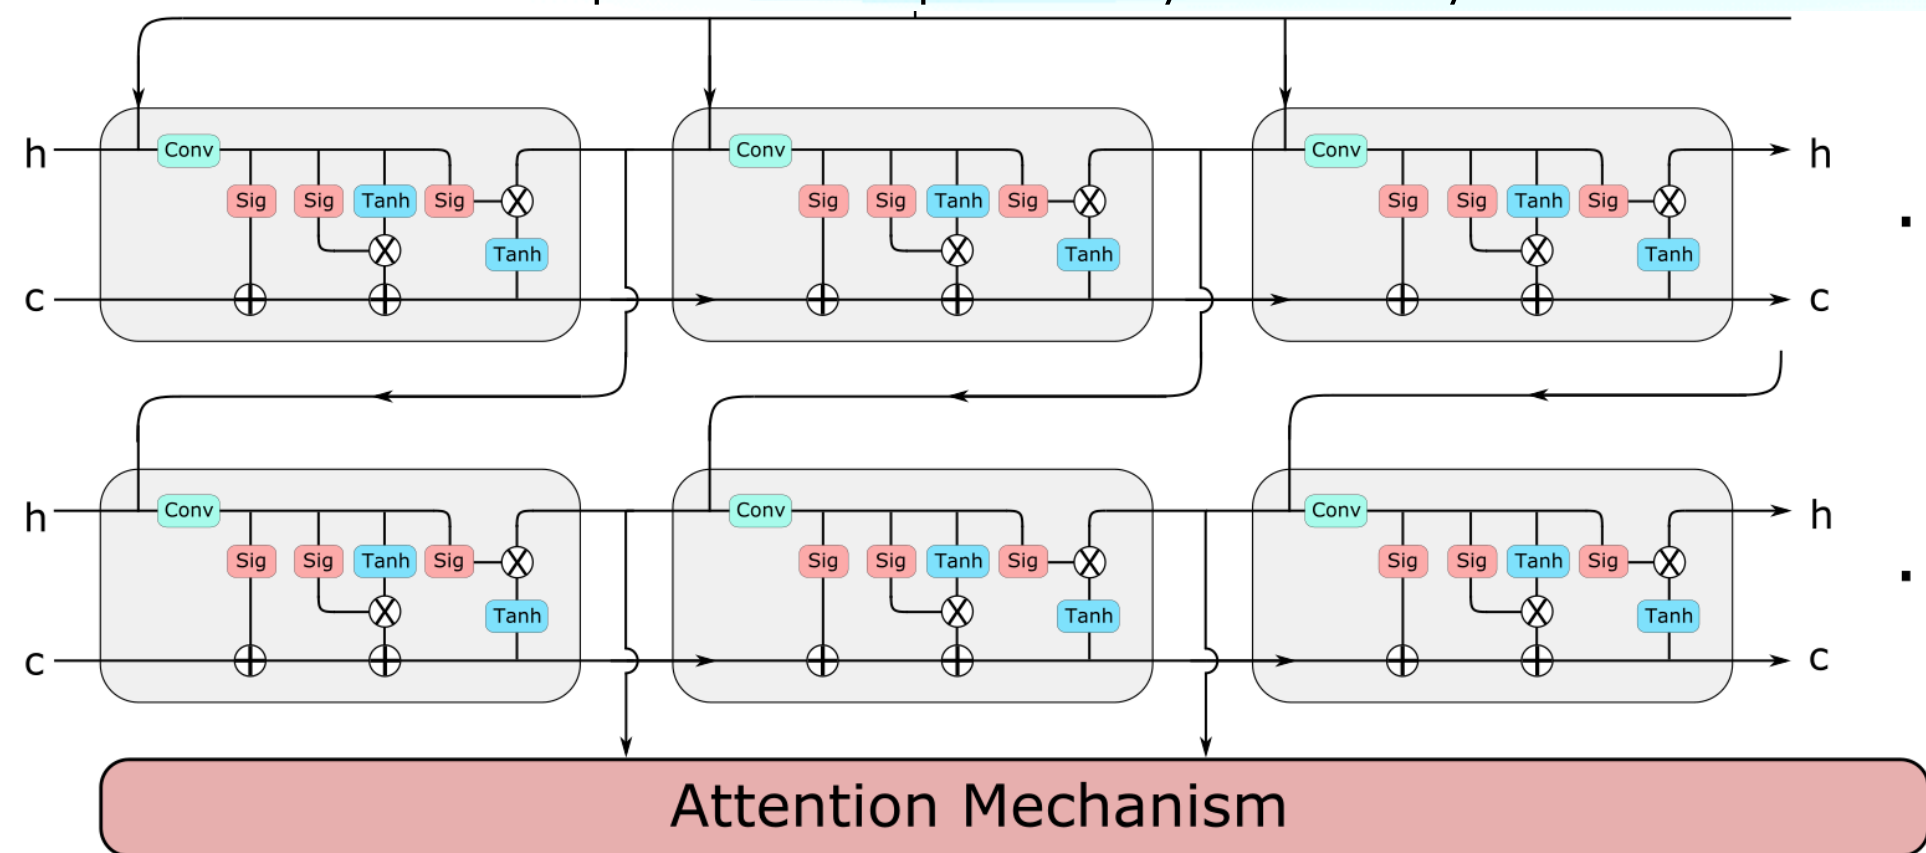 h Conv Conv Conv h
Sig Sig Tanh Sig Sig Sig Tanh Sig Sig Sig Tanh Sig
Tanh Tanh Tanh
c c
h Conv Conv Conv h
Sig Sig Tanh Sig Sig Sig Tanh Sig Sig Sig Tanh Sig
Tanh Tanh Tanh
c c
Attention Mechanism